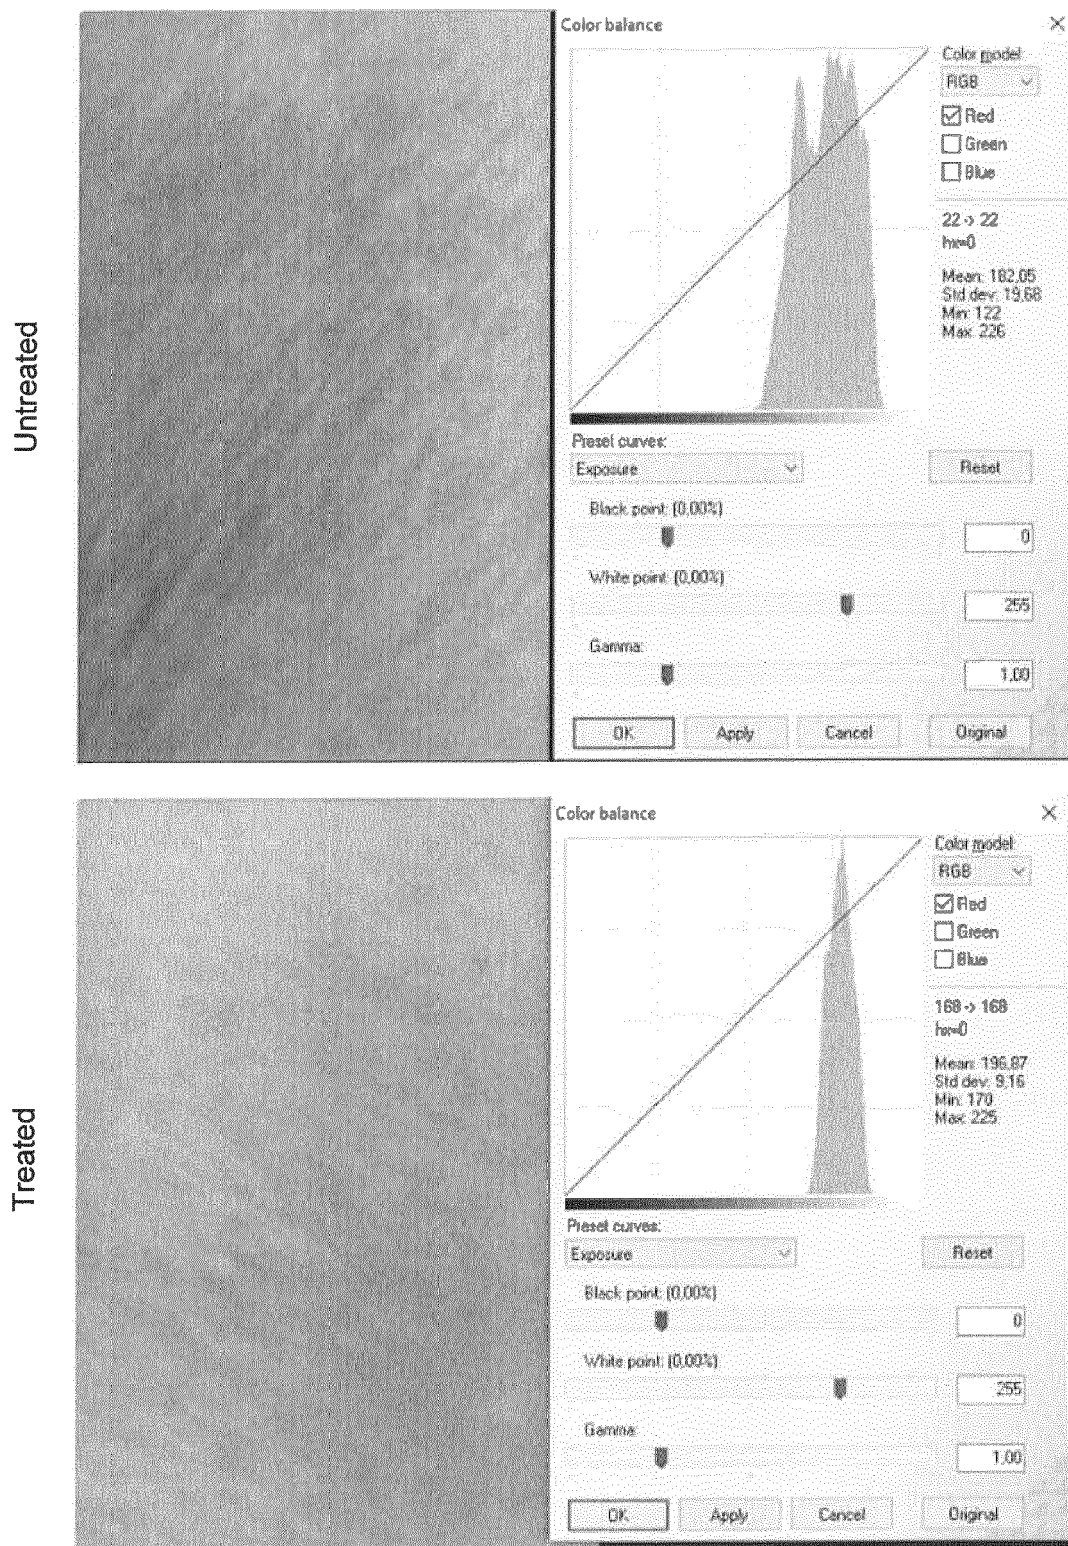 Untreated
Color balance
Color model:
RGB
Red
Green
Blue
22 -> 22
hx=0
Mean: 182,05
Std dev: 19,68
Min: 122
Max: 226
Preset curves:
Exposure
Reset
Black point: (0,00%)
0
White point: (0,00%)
255
Gamma:
1,00
OK Apply Cancel Original
Treated
Color balance
Color model:
RGB
Red
Green
Blue
168 -> 168
hx=0
Mean: 196,87
Std dev: 9,16
Min: 170
Max: 225
Preset curves:
Exposure
Reset
Black point: (0,00%)
0
White point: (0,00%)
255
Gamma:
1,00
OK Apply Cancel Original